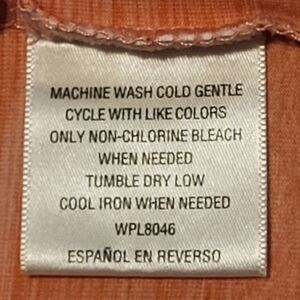 MACHINE WASH COLD GENTLE
CYCLE WITH LIKE COLORS
ONLY NON-CHLORINE BLEACH
WHEN NEEDED
TUMBLE DRY LOW
COOL IRON WHEN NEEDED
WPL8046
ESPAÑOL EN REVERSO